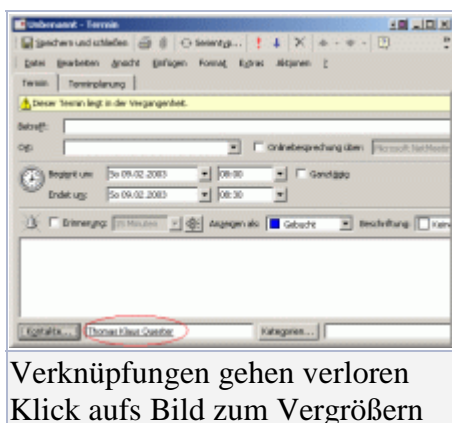 Unbenannt - Termin
Speichern und schließen Serientyp...
Datei Bearbeiten Ansicht Einfügen Format Extras Aktionen ?
Termin Terminplanung
Dieser Termin liegt in der Vergangenheit.
Betreff:
Ort: Onlinebesprechung über: Microsoft NetMeeting
Beginnt um: So 09.02.2003 08:00 Ganztägig
Endet um: So 09.02.2003 08:30
Erinnerung: 15 Minuten Anzeigen als: Gebucht Beschriftung: Kein
Kontakte... Thomas Klaus Kategorien...
Verknüpfungen gehen verloren
Klick aufs Bild zum Vergrößern